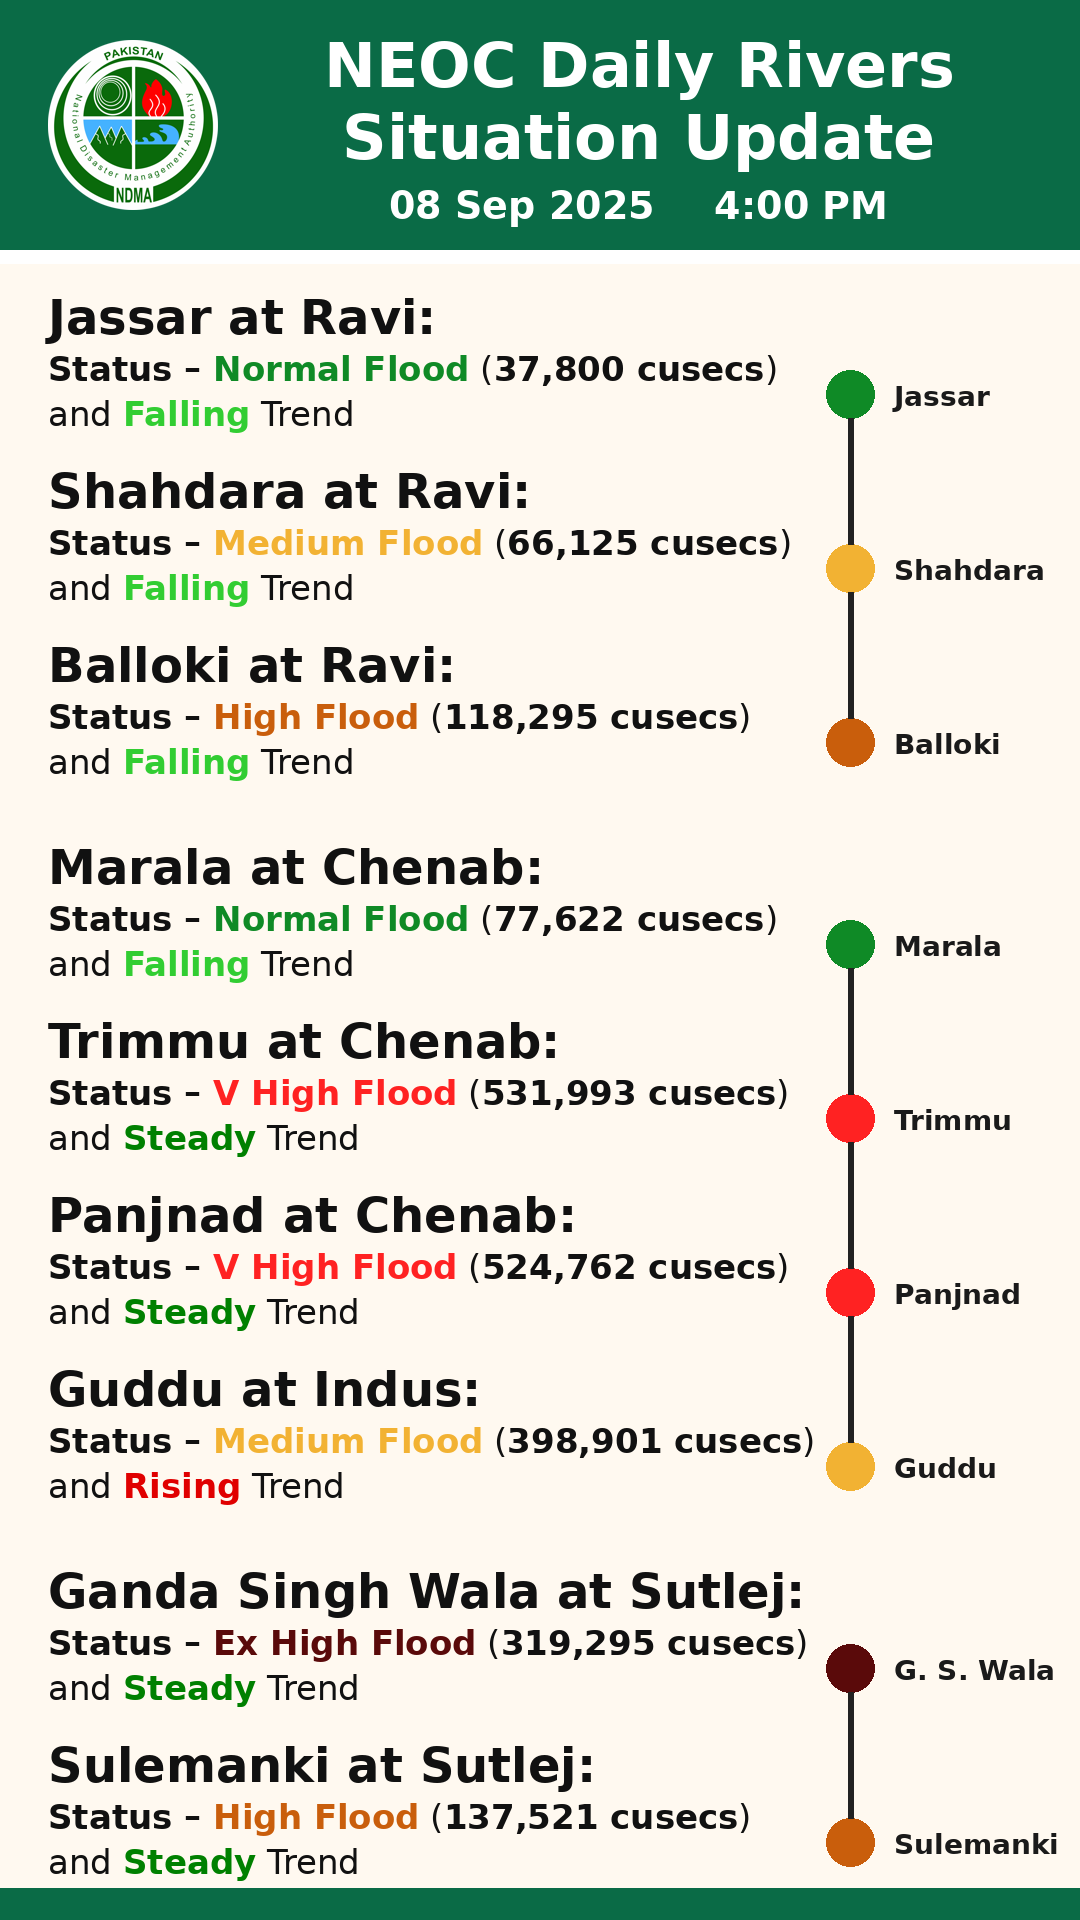 PAKISTAN
National Disaster Management Authority
NDMA
NEOC Daily Rivers
Situation Update
08 Sep 2025 4:00 PM
Jassar at Ravi:
Status – Normal Flood (37,800 cusecs)
and Falling Trend
Jassar
Shahdara at Ravi:
Status – Medium Flood (66,125 cusecs)
and Falling Trend
Shahdara
Balloki at Ravi:
Status – High Flood (118,295 cusecs)
and Falling Trend
Balloki
Marala at Chenab:
Status – Normal Flood (77,622 cusecs)
and Falling Trend
Marala
Trimmu at Chenab:
Status – V High Flood (531,993 cusecs)
and Steady Trend
Trimmu
Panjnad at Chenab:
Status – V High Flood (524,762 cusecs)
and Steady Trend
Panjnad
Guddu at Indus:
Status – Medium Flood (398,901 cusecs)
and Rising Trend
Guddu
Ganda Singh Wala at Sutlej:
Status – Ex High Flood (319,295 cusecs)
and Steady Trend
G. S. Wala
Sulemanki at Sutlej:
Status – High Flood (137,521 cusecs)
and Steady Trend
Sulemanki